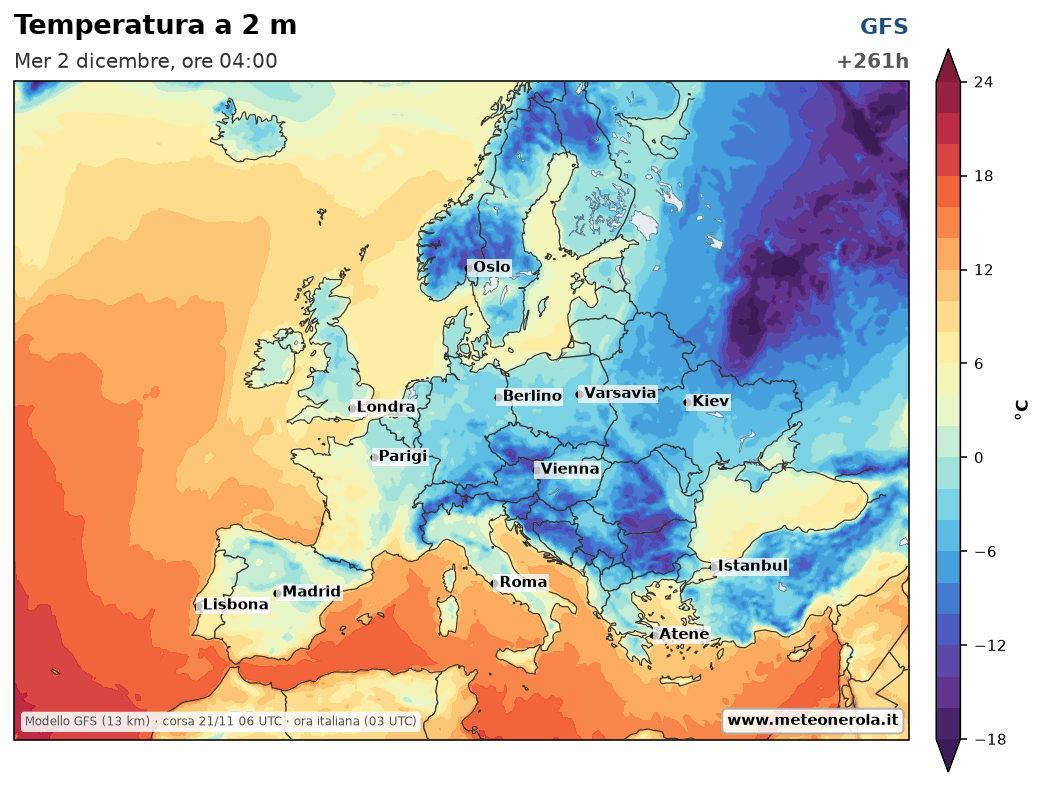 Temperatura a 2 m
GFS
Mer 2 dicembre, ore 04:00
+261h
24
18
12
6
0
−6
−12
−18
°C
Oslo
Berlino
Varsavia
Kiev
Londra
Parigi
Vienna
Istanbul
Roma
Madrid
Lisbona
Atene
Modello GFS (13 km) · corsa 21/11 06 UTC · ora italiana (03 UTC)
www.meteonerola.it